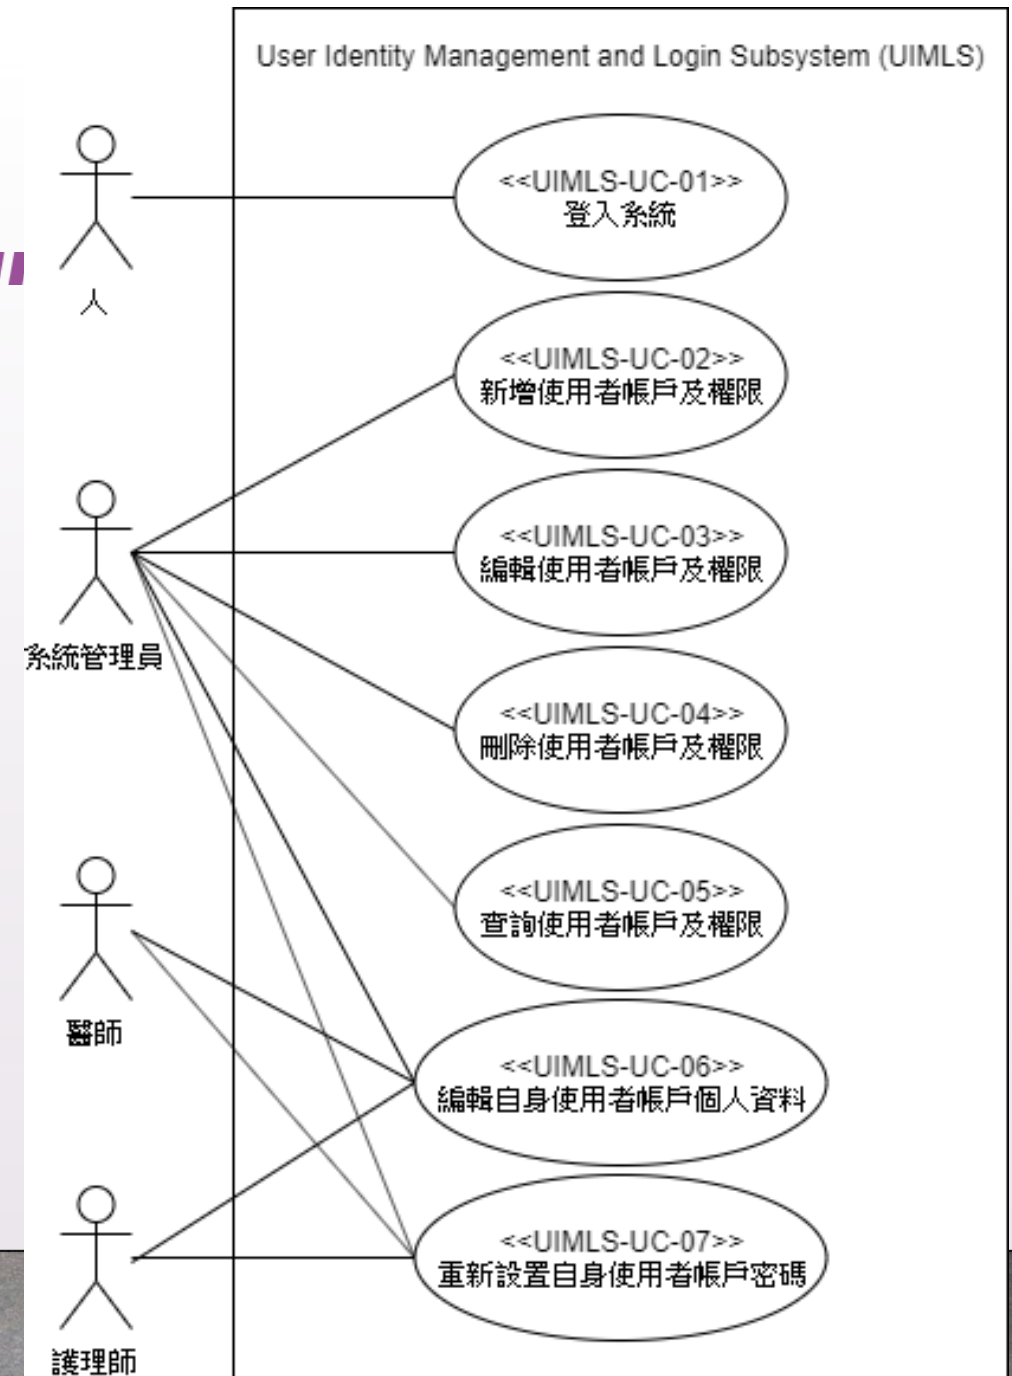 User Identity Management and Login Subsystem (UIMLS)
<<UIMLS-UC-01>>
登入系統
人
<<UIMLS-UC-02>>
新增使用者帳戶及權限
<<UIMLS-UC-03>>
編輯使用者帳戶及權限
系統管理員
<<UIMLS-UC-04>>
刪除使用者帳戶及權限
<<UIMLS-UC-05>>
查詢使用者帳戶及權限
醫師
<<UIMLS-UC-06>>
編輯自身使用者帳戶個人資料
<<UIMLS-UC-07>>
重新設置自身使用者帳戶密碼
護理師